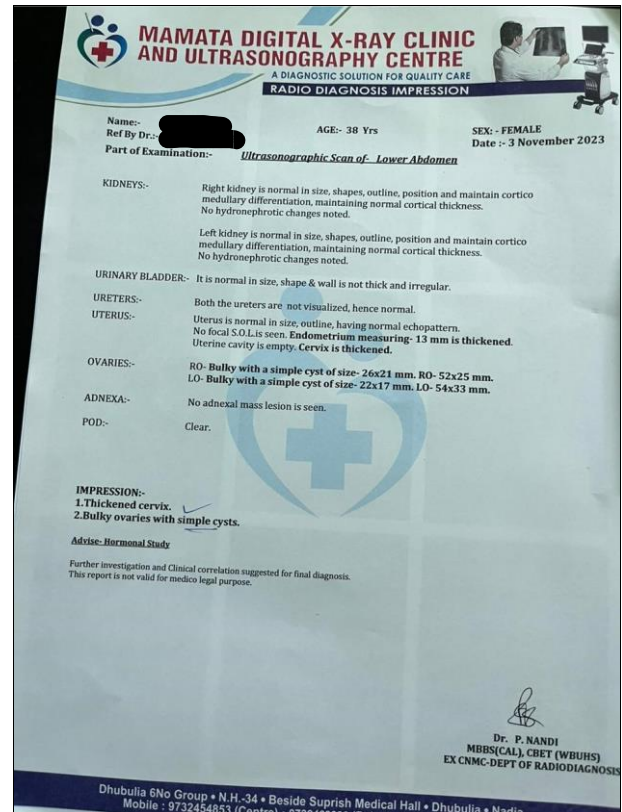 MAMATA DIGITAL X-RAY CLINIC
AND ULTRASONOGRAPHY CENTRE
A DIAGNOSTIC SOLUTION FOR QUALITY CARE
RADIO DIAGNOSIS IMPRESSION
Name:- AGE:- 38 Yrs SEX: - FEMALE
Ref By Dr.:- Date :- 3 November 2023
Part of Examination:- Ultrasonographic Scan of- Lower Abdomen
KIDNEYS:- Right kidney is normal in size, shapes, outline, position and maintain cortico
medullary differentiation, maintaining normal cortical thickness.
No hydronephrotic changes noted.
Left kidney is normal in size, shapes, outline, position and maintain cortico
medullary differentiation, maintaining normal cortical thickness.
No hydronephrotic changes noted.
URINARY BLADDER:- It is normal in size, shape & wall is not thick and irregular.
URETERS:- Both the ureters are not visualized, hence normal.
UTERUS:- Uterus is normal in size, outline, having normal echopattern.
No focal S.O.L.is seen. Endometrium measuring- 13 mm is thickened.
Uterine cavity is empty. Cervix is thickened.
OVARIES:- RO- Bulky with a simple cyst of size- 26x21 mm. RO- 52x25 mm.
LO- Bulky with a simple cyst of size- 22x17 mm. LO- 54x33 mm.
ADNEXA:- No adnexal mass lesion is seen.
POD:- Clear.
IMPRESSION:-
1.Thickened cervix.
2.Bulky ovaries with simple cysts.
Advise- Hormonal Study
Further investigation and Clinical correlation suggested for final diagnosis.
This report is not valid for medico legal purpose.
Dr. P. NANDI
MBBS(CAL), CBET (WBUHS)
EX CNMC-DEPT OF RADIODIAGNOSIS
Dhubulia 6No Group • N.H.-34 • Beside Suprish Medical Hall • Dhubulia • Nadia
Mobile : 9732454853 (Centre)